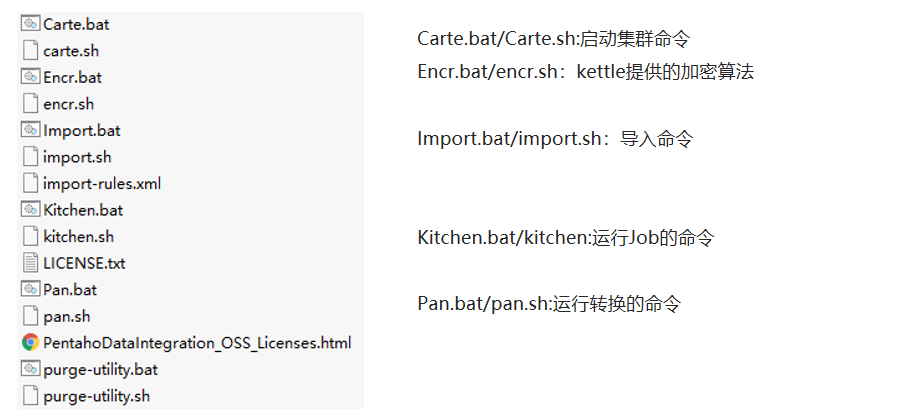 Carte.bat
carte.sh
Encr.bat
encr.sh
Import.bat
import.sh
import-rules.xml
Kitchen.bat
kitchen.sh
LICENSE.txt
Pan.bat
pan.sh
PentahoDataIntegration_OSS_Licenses.html
purge-utility.bat
purge-utility.sh
Carte.bat/Carte.sh:启动集群命令
Encr.bat/encr.sh：kettle提供的加密算法
Import.bat/import.sh：导入命令
Kitchen.bat/kitchen:运行Job的命令
Pan.bat/pan.sh:运行转换的命令